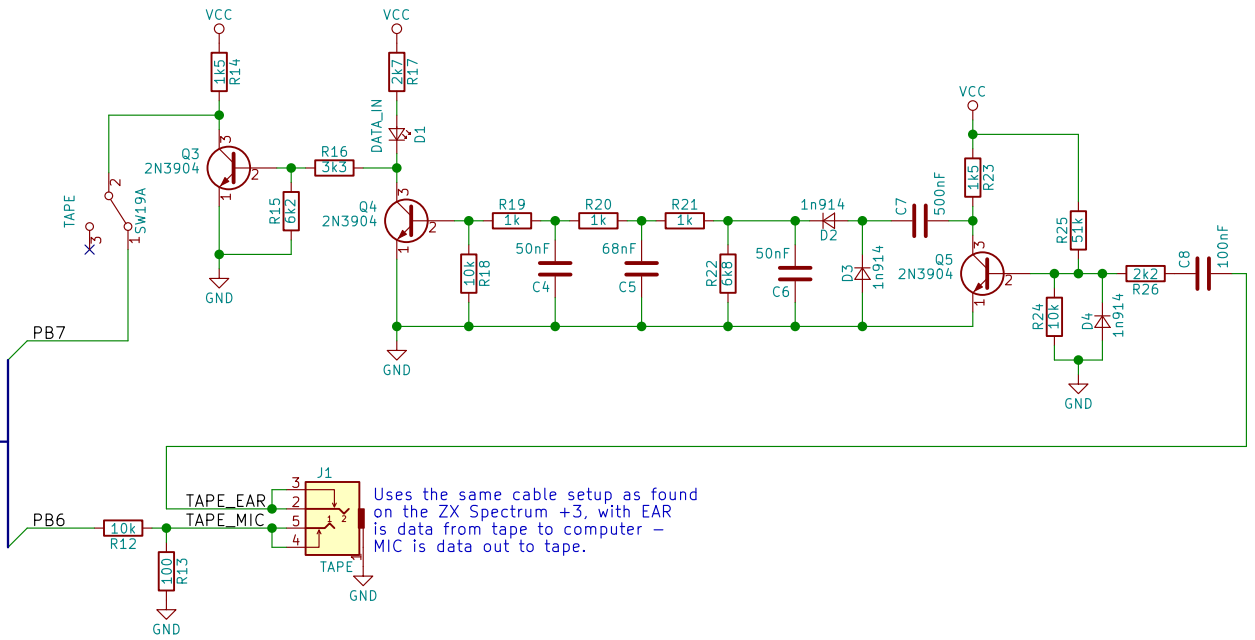 VCC
VCC
1k5
R14
2k7
R17
VCC
DATA_IN
D1
Q3
2N3904
3
2
1
R16
3k3
1k5
R23
TAPE
2
SW19A
3
1
R15
6k2
Q4
2N3904
3
2
1
R19
1k
R20
1k
R21
1k
1n914
D2
C7
500nF
R25
51k
GND
10k
R18
50nF
C4
68nF
C5
R22
6k8
50nF
C6
D3
1n914
Q5
2N3904
3
2
1
2k2
R26
C8
100nF
R24
10k
D4
1n914
PB7
GND
GND
J1
TAPE_EAR
TAPE_MIC
3
2
5
4
1
2
Uses the same cable setup as found
on the ZX Spectrum +3, with EAR
is data from tape to computer –
MIC is data out to tape.
PB6
10k
R12
100
R13
TAPE
1
GND
GND